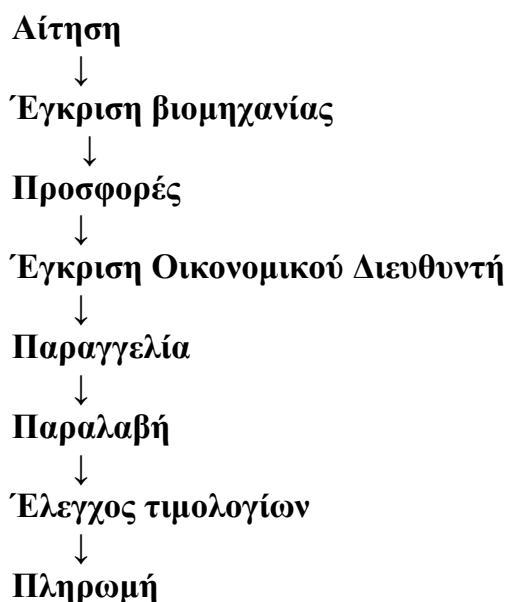 Αίτηση
↓
Έγκριση βιομηχανίας
↓
Προσφορές
↓
Έγκριση Οικονομικού Διευθυντή
↓
Παραγγελία
↓
Παραλαβή
↓
Έλεγχος τιμολογίων
↓
Πληρωμή